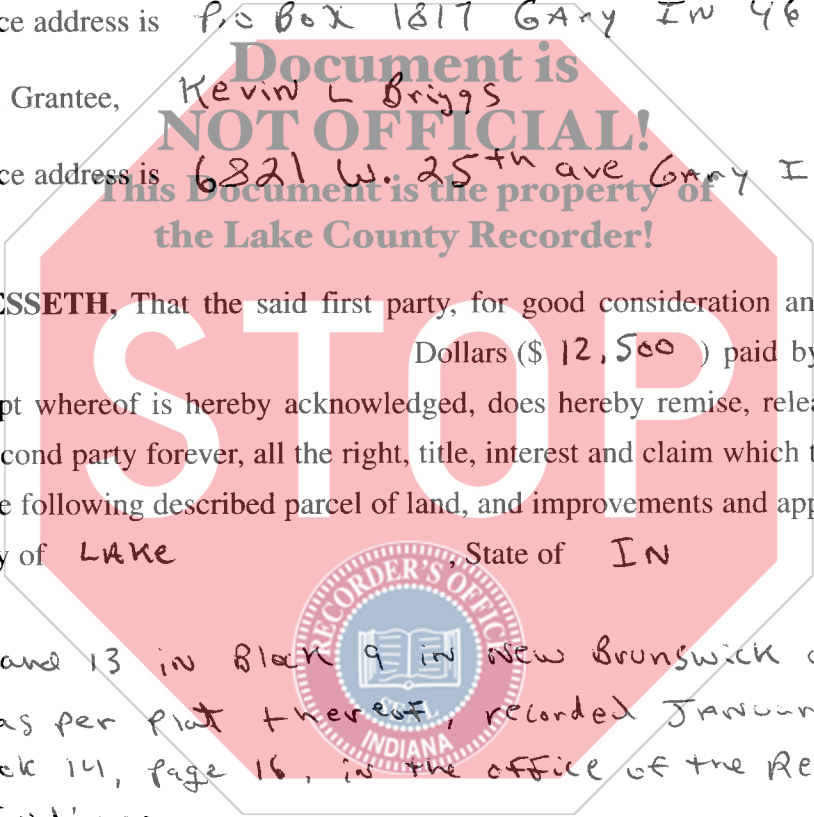 ce address is P.O Box 1817 GAry IN 46
Document is
Grantee, Kevin L Briggs
NOT OFFICIAL!
ce address is 6821 W. 25th ave Gary I
This Document is the property of
the Lake County Recorder!
ESSETH, That the said first party, for good consideration an
STOP
Dollars ($ 12,500 ) paid by
pt whereof is hereby acknowledged, does hereby remise, relea
cond party forever, all the right, title, interest and claim which t
e following described parcel of land, and improvements and app
y of LAKe , State of IN
RECORDER'S OFFICE
and 13 in Block 9 in New Brunswick
as per plat thereof, recorded JANuar
ck 14, page 16, in the office of the Re
INDIANA